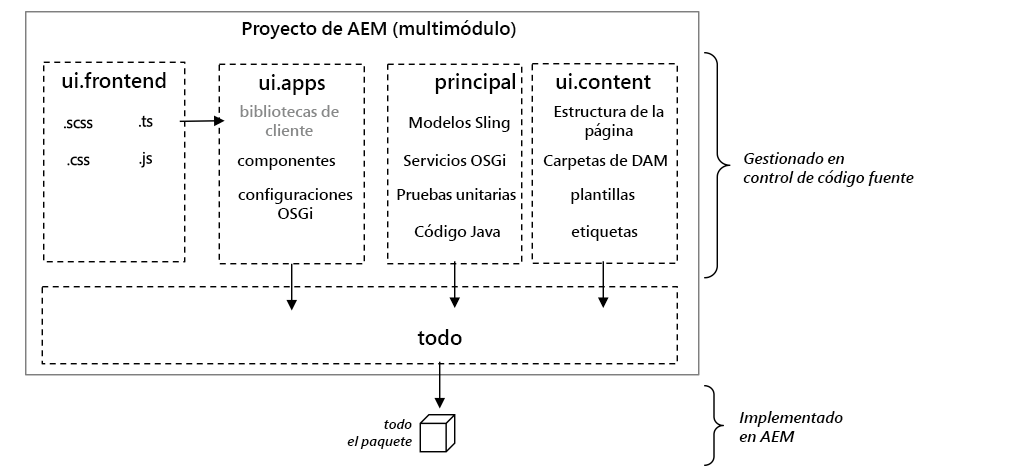 Proyecto de AEM (multimódulo)
ui.frontend
.scss
.ts
.css
.js
ui.apps
bibliotecas de
cliente
componentes
configuraciones
OSGi
principal
Modelos Sling
Servicios OSGi
Pruebas unitarias
Código Java
ui.content
Estructura de la
página
Carpetas de DAM
plantillas
etiquetas
Gestionado en
control de código fuente
todo
todo
el paquete
Implementado
en AEM